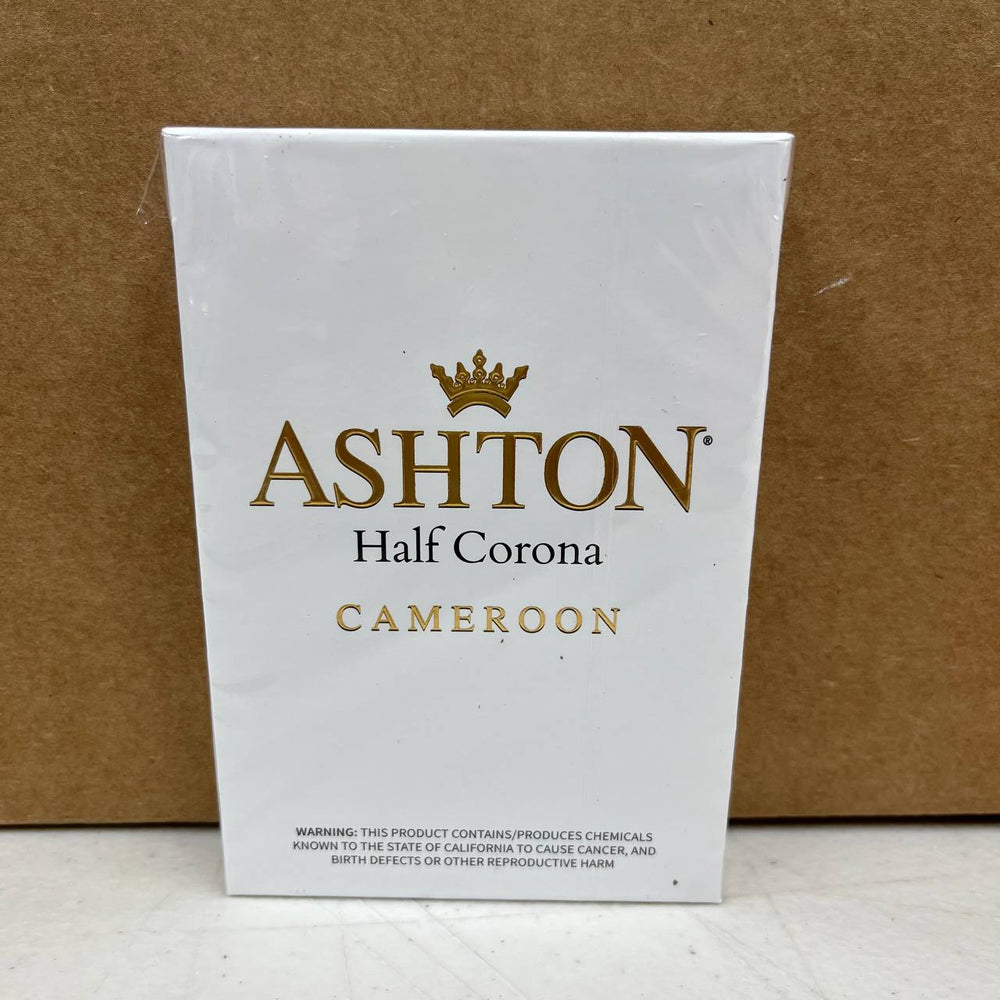 ASHTON®
Half Corona
CAMEROON
WARNING: THIS PRODUCT CONTAINS/PRODUCES CHEMICALS
KNOWN TO THE STATE OF CALIFORNIA TO CAUSE CANCER, AND
BIRTH DEFECTS OR OTHER REPRODUCTIVE HARM